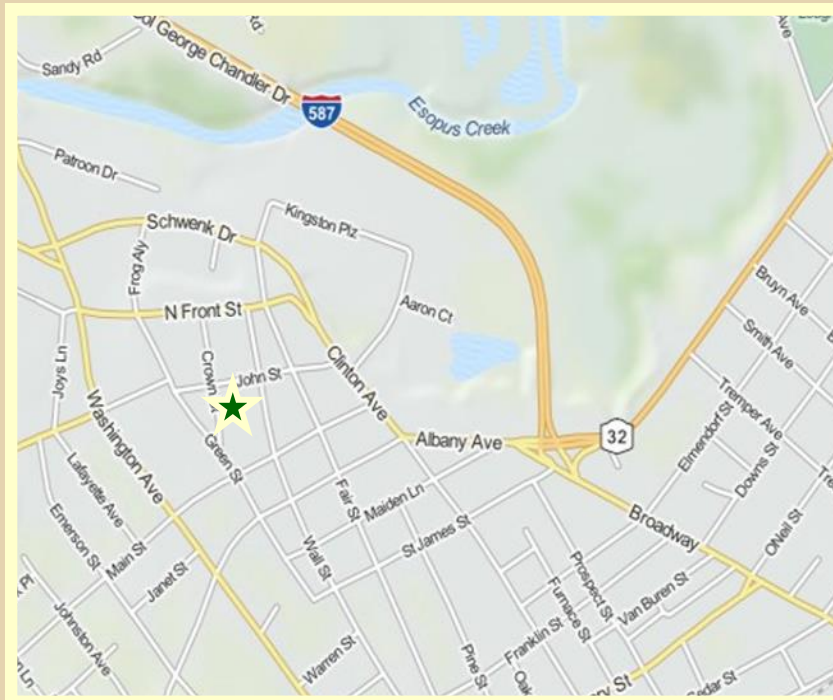 Col George Chandler Dr
Rd
Ave
Sandy Rd
587
Esopus Creek
Patroon Dr
Kingston Plz
Schwenk Dr
Frog Aly
Bruyn Ave
N Front St
Aaron Ct
Smith Ave
Joys Ln
Crown
John St
Clinton Ave
Tremper Ave
Washington Ave
Albany Ave
32
Green St
Elmendorf St
Downs St
Lafayette Ave
Fair St
Maiden Ln
Broadway
ONeil St
Emerson St
Main St
Wall St
St James St
Janet St
Prospect St
Furnace St
Van Buren St
Johnston Ave
Franklin St
Warren St
Pine St